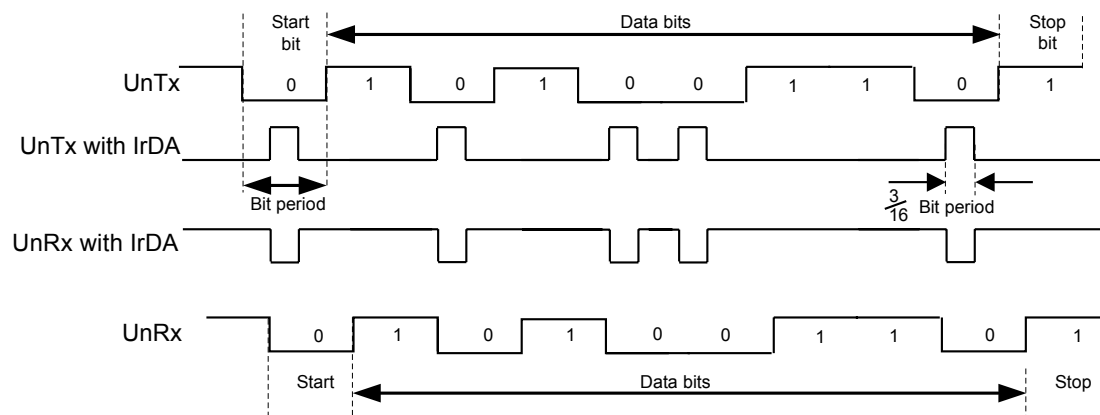 Start bit
Data bits
Stop bit
UnTx 0 1 0 1 0 0 1 1 0 1
UnTx with IrDA
Bit period
3/16 Bit period
UnRx with IrDA
UnRx 0 1 0 1 0 0 1 1 0 1
Start
Data bits
Stop